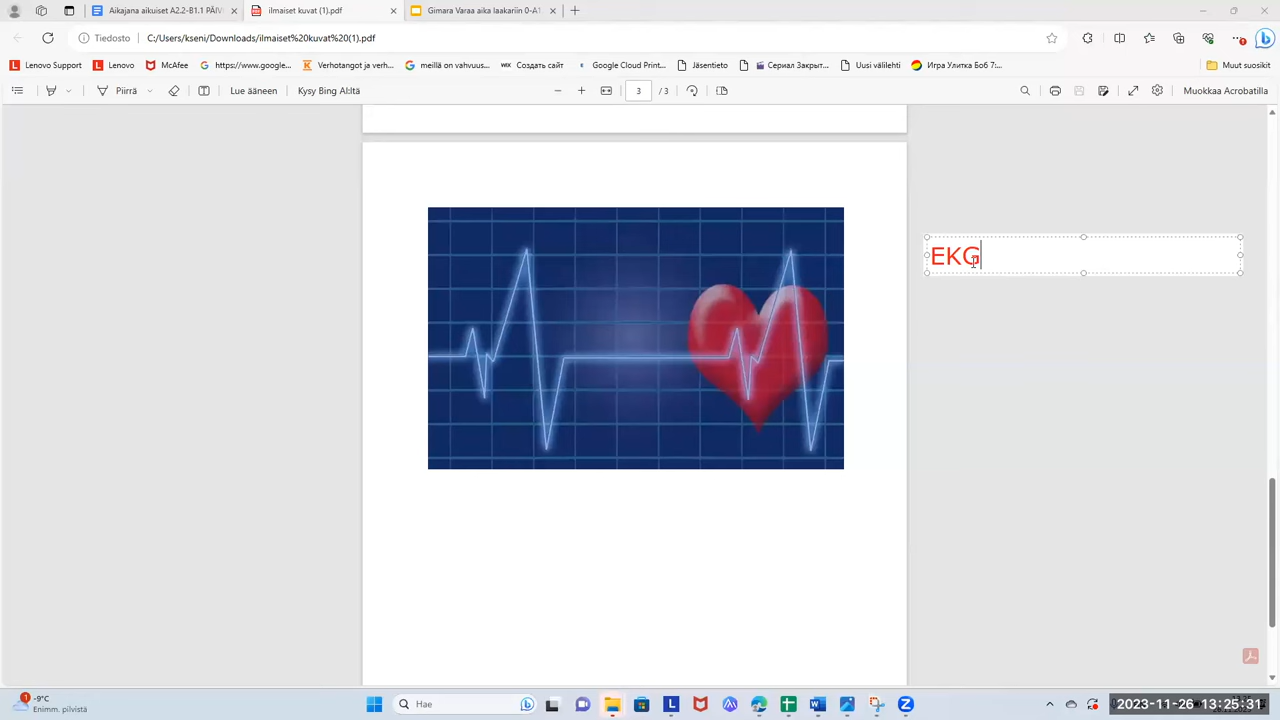 Aikajana aikuiset A2.2-B1.1 PÄIV
ilmaiset kuvat (1).pdf
Gimara Varaa aika laakariin 0-A1
Tiedosto
C:/Users/kseni/Downloads/ilmaiset%20kuvat%20(1).pdf
Lenovo Support
Lenovo
McAfee
https://www.google...
Verhotangot ja verh...
meillä on vahvuus...
WIX Создать сайт
Google Cloud Print...
Jäsentieto
Сериал Закрыт...
Uusi välilehti
Игра Улитка Боб 7:...
Muut suosikit
Piirrä
Lue ääneen
Kysy Bing AI:ltä
3 / 3
Muokkaa Acrobatilla
EKG
1
-9°C
Enimm. pilvistä
Hae
2023-11-26 13:25:31